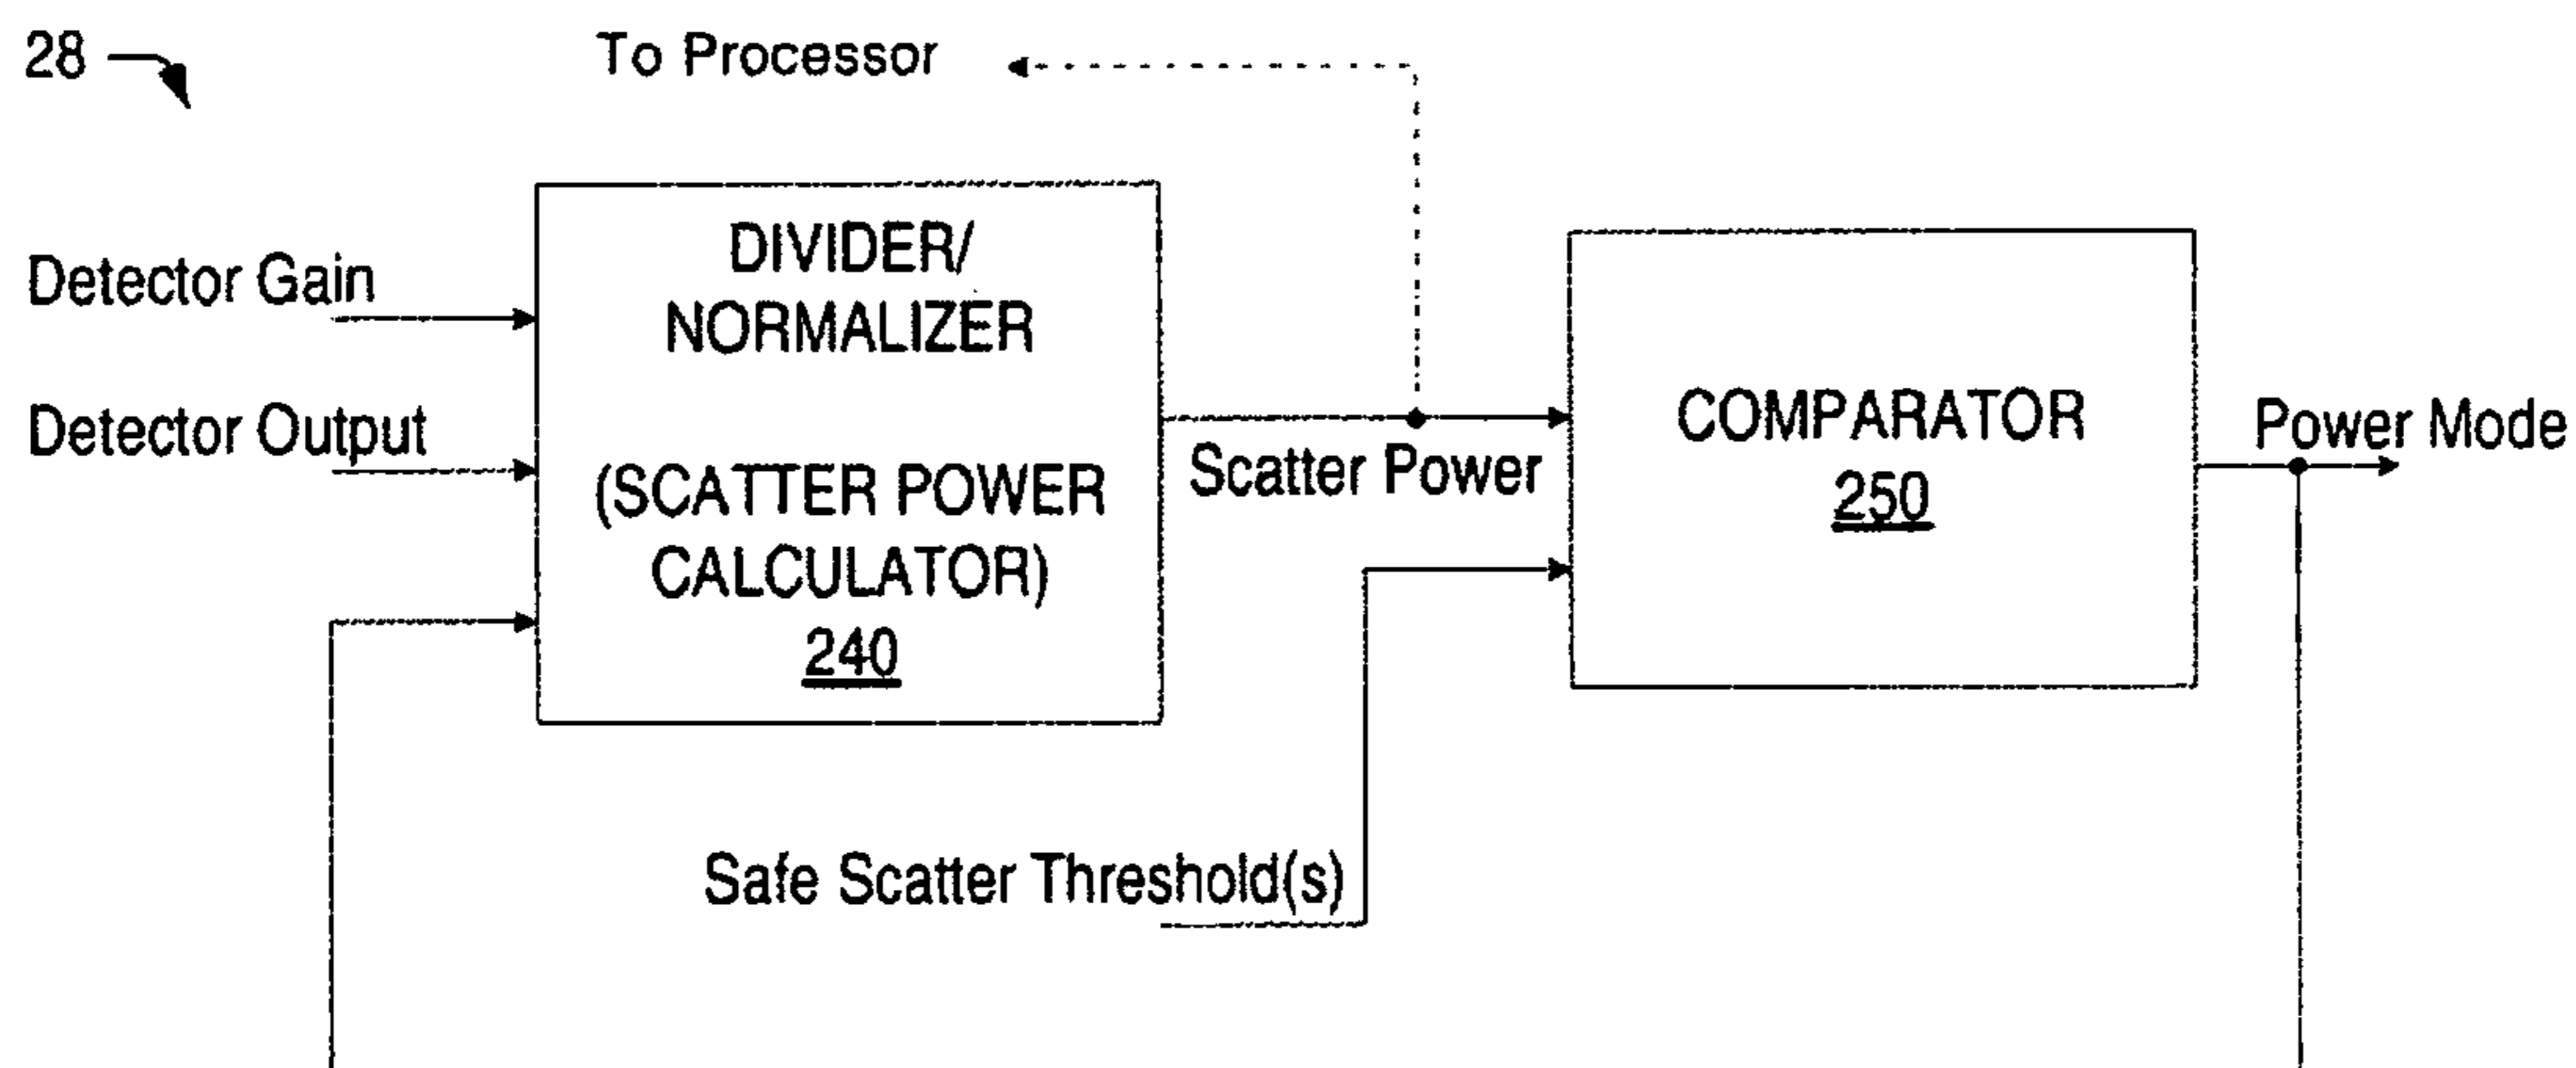 28
To Processor
Detector Gain
Detector Output
DIVIDER/
NORMALIZER
(SCATTER POWER
CALCULATOR)
240
Scatter Power
COMPARATOR
250
Power Mode
Safe Scatter Threshold(s)